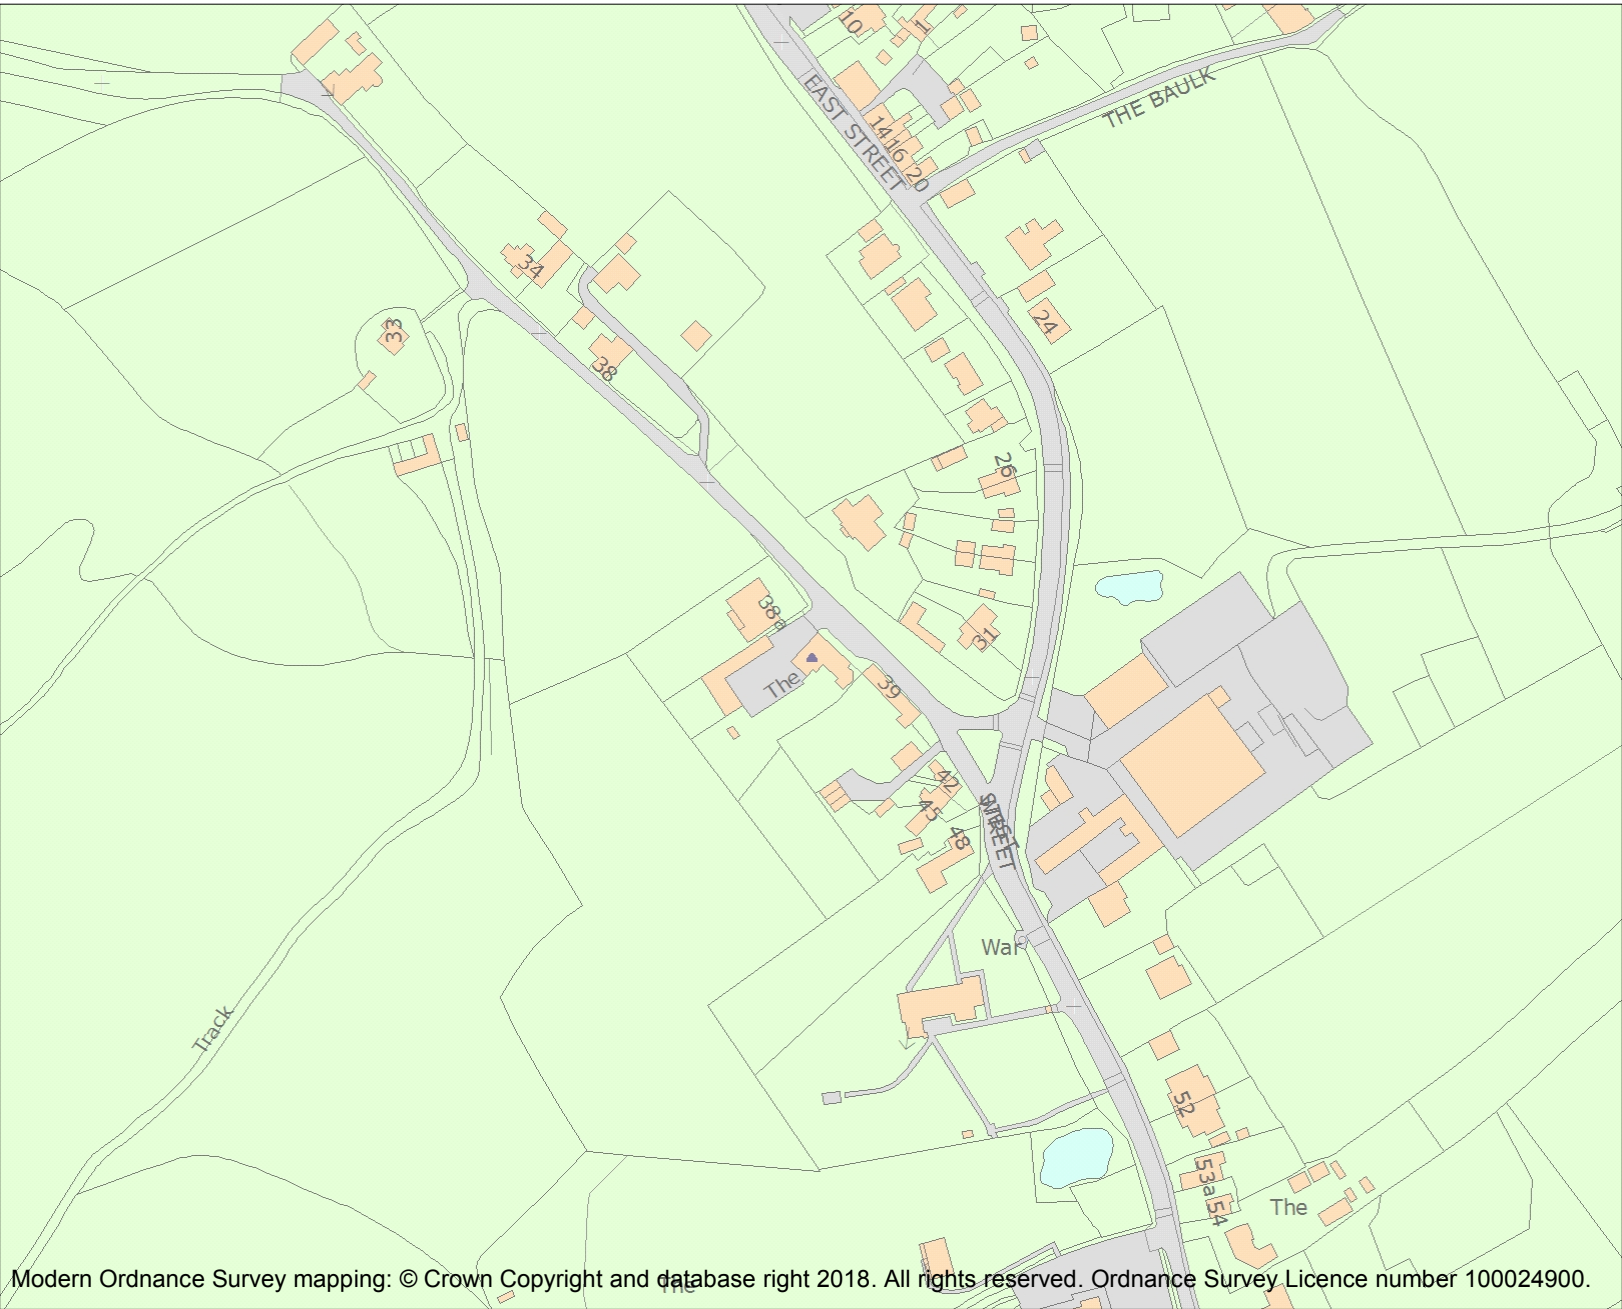 10
1
EAST STREET
THE BAULK
14
16
20
34
24
33
38
26
38a
31
The
39
42
45
48
WEST
STREET
War
Track
52
53a
54
The
The
Modern Ordnance Survey mapping: © Crown Copyright and database right 2018. All rights reserved. Ordnance Survey Licence number 100024900.